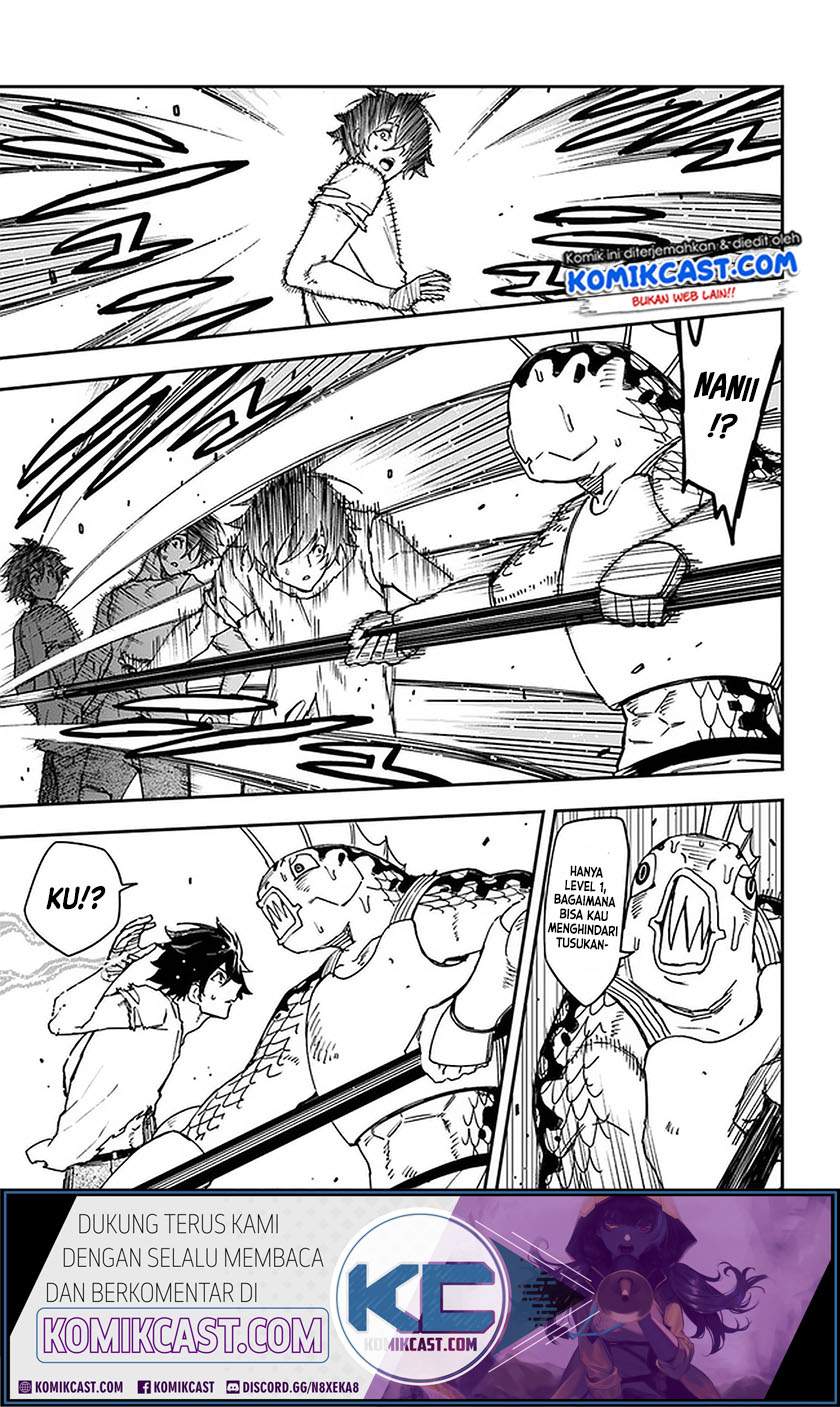 Komik ini diterjemahkan & diedit oleh
KOMIKCAST.COM
BUKAN WEB LAIN!!
NANII
!?
HANYA
LEVEL 1,
BAGAIMANA
BISA KAU
MENGHINDARI
TUSUKAN-
KU!?
DUKUNG TERUS KAMI
DENGAN SELALU MEMBACA
DAN BERKOMENTAR DI
KOMIKCAST.COM
KC
KOMIKCAST.COM
KOMIKCAST.COM KOMIKCAST DISCORD.GG/N8XEKA8